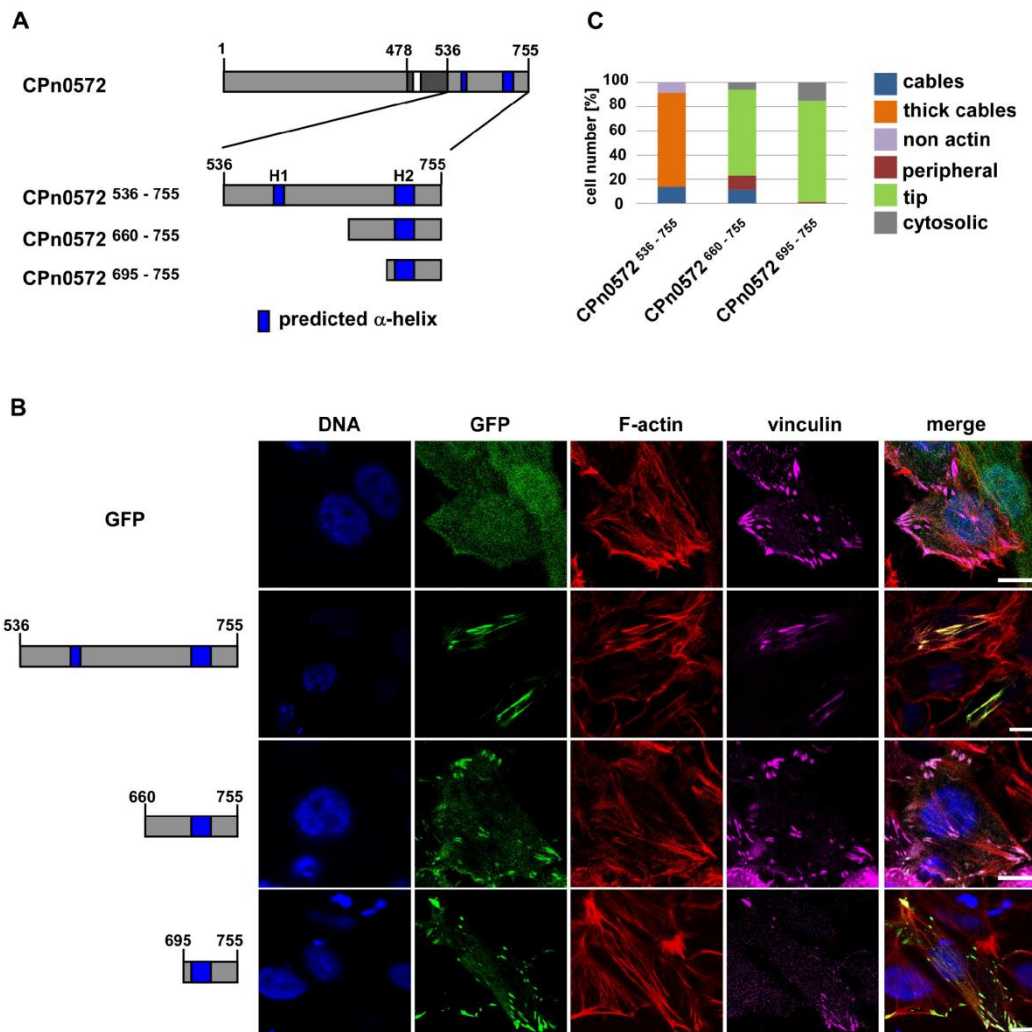 A
1 478 536 755
CPn0572
536 755
H1 H2
CPn0572 536 - 755
CPn0572 660 - 755
CPn0572 695 - 755
predicted α-helix
C
cell number [%]
100
80
60
40
20
0
CPn0572 536 - 755
CPn0572 660 - 755
CPn0572 695 - 755
cables
thick cables
non actin
peripheral
tip
cytosolic
B
DNA GFP F-actin vinculin merge
GFP
536 755
660 755
695 755